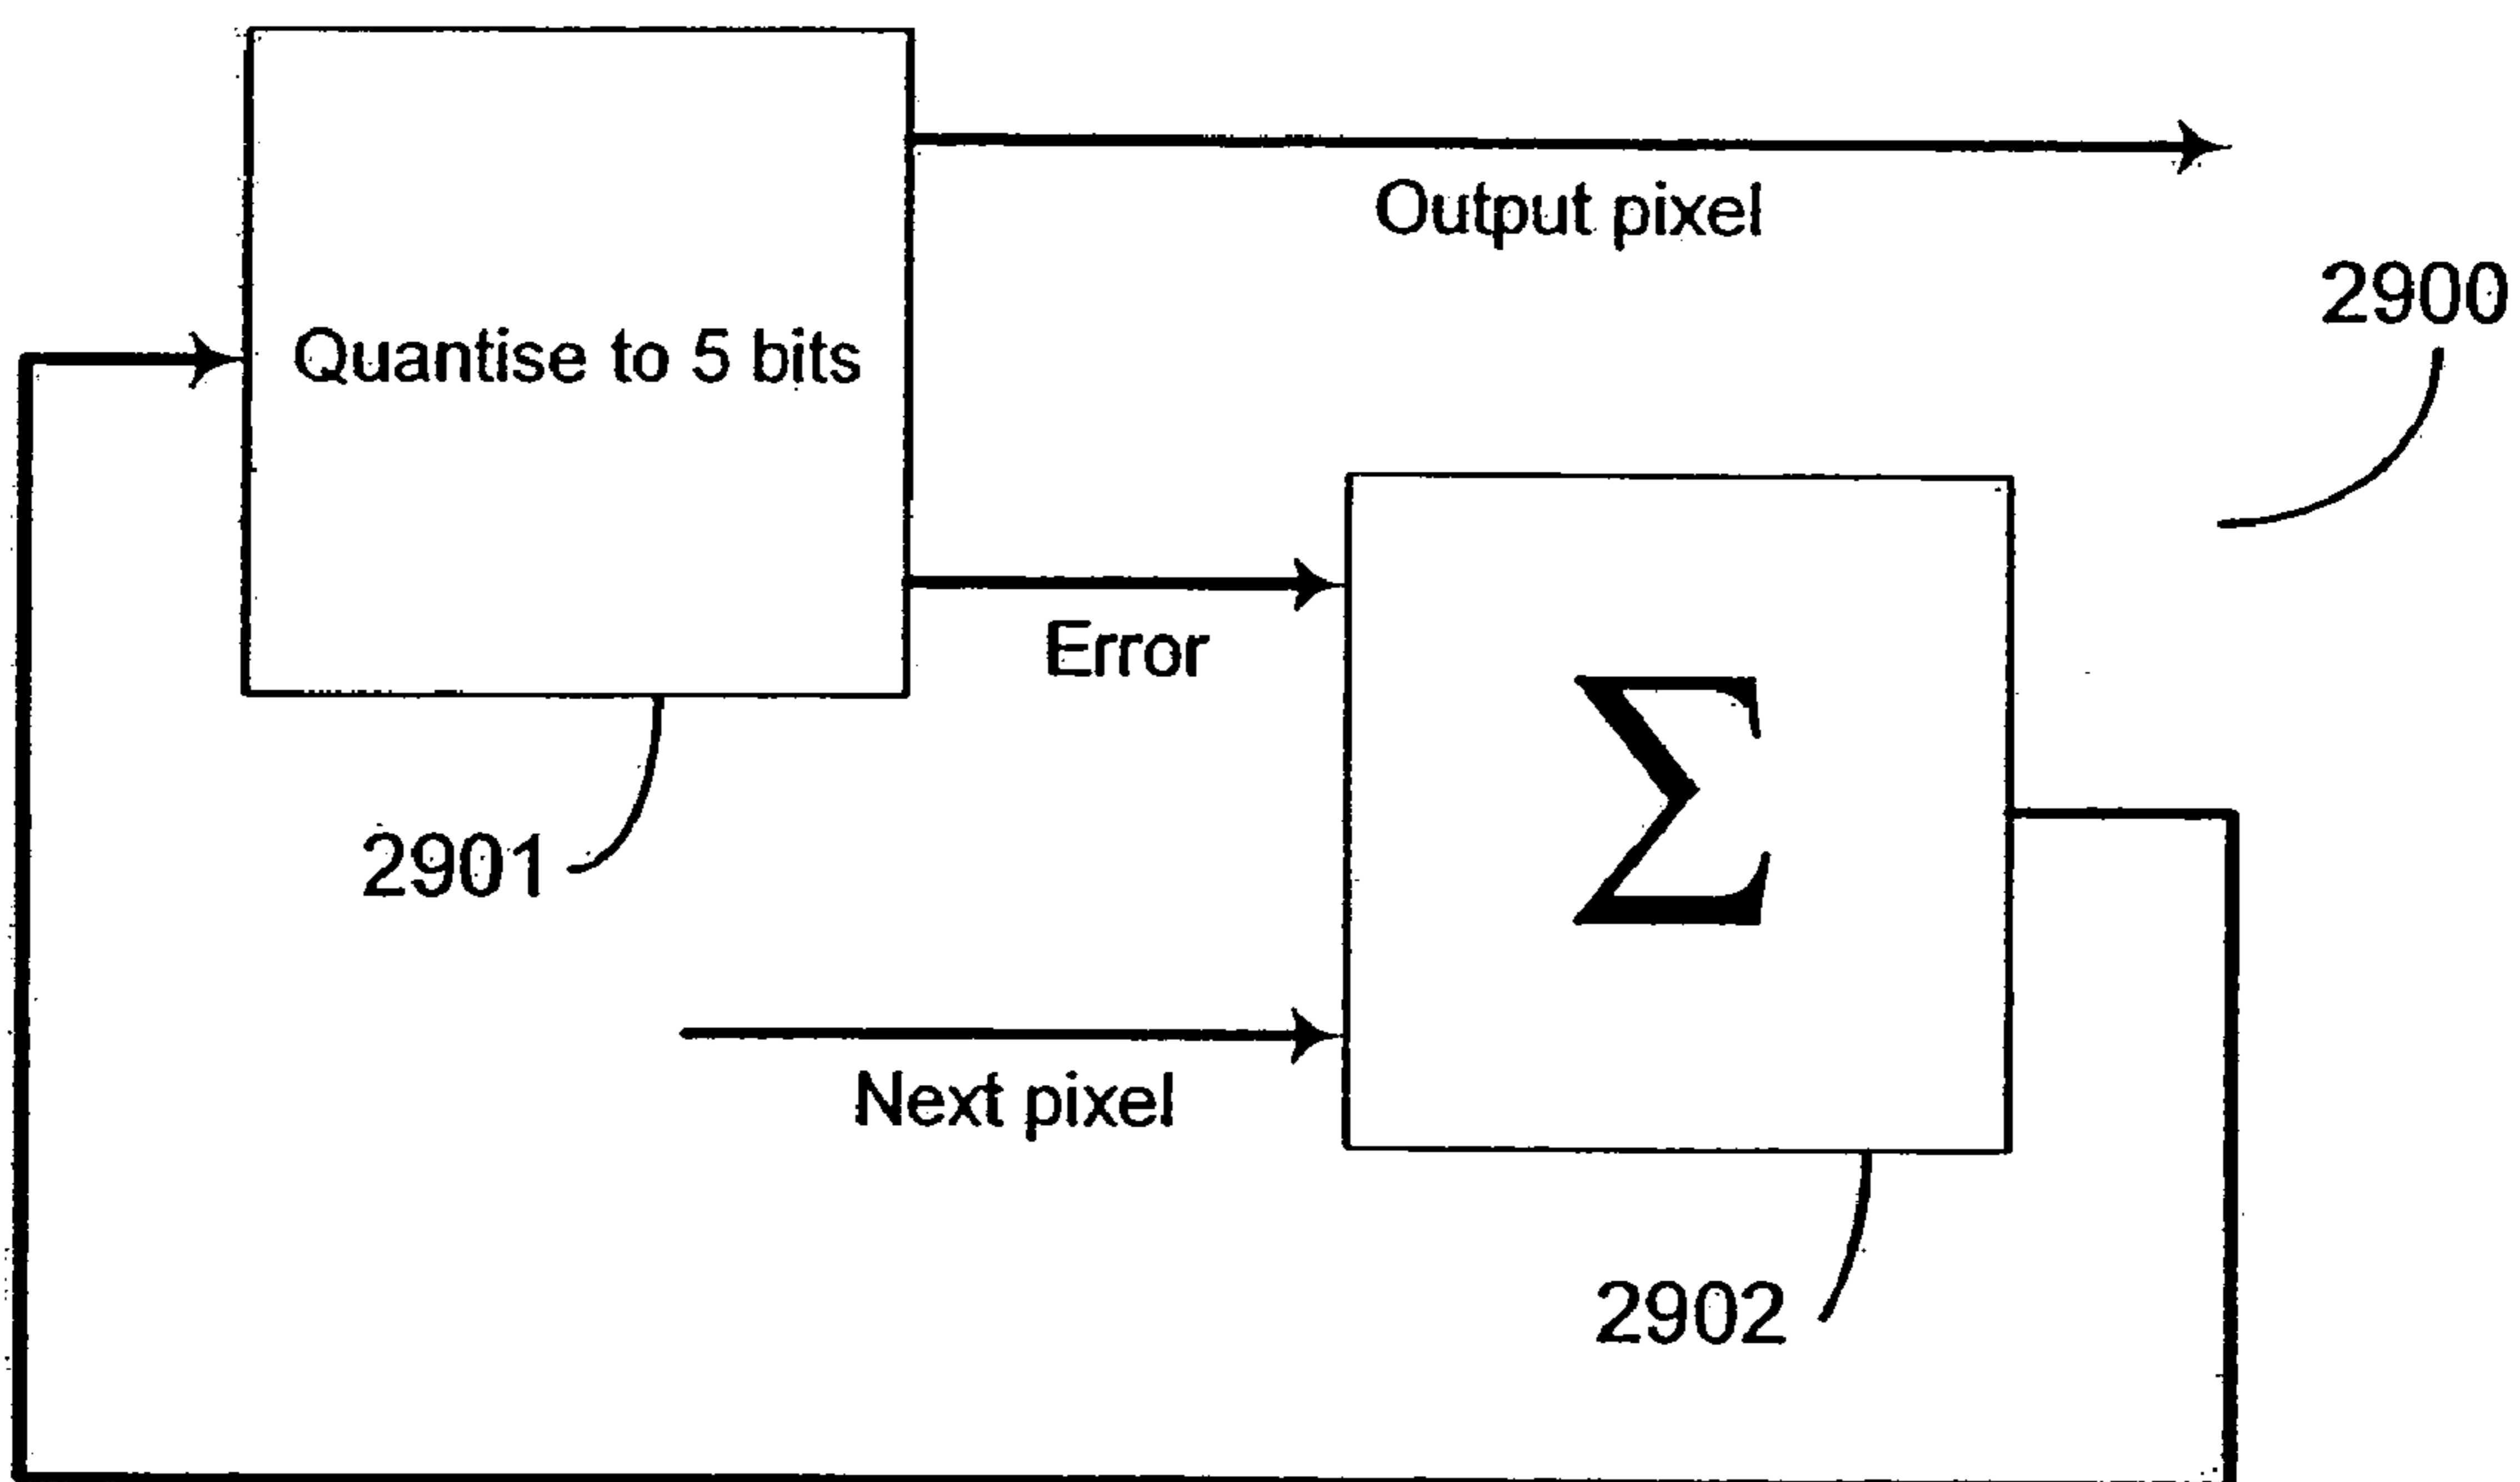 Output pixel
2900
Quantise to 5 bits
Error
Σ
2901
Next pixel
2902